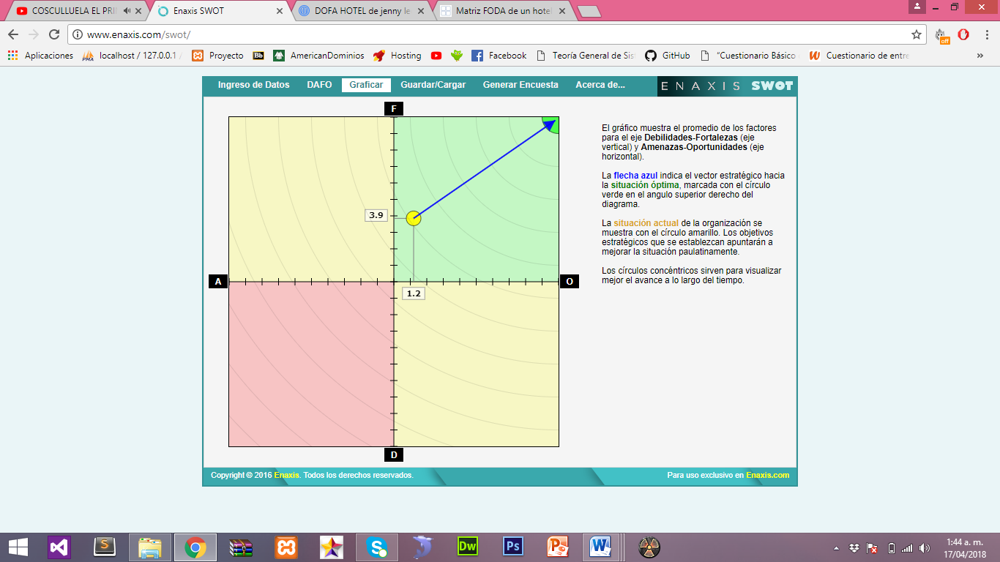 COSCULLUELA EL PRI
Enaxis SWOT
DOFA HOTEL de jenny le
Matriz FODA de un hote
www.enaxis.com/swot/
off
Aplicaciones
localhost / 127.0.0.1
Proyecto
Bb
AmericanDominios
Hosting
Facebook
Teoría General de Sis
GitHub
"Cuestionario Básico
Cuestionario de entre
»
Ingreso de Datos
DAFO
Graficar
Guardar/Cargar
Generar Encuesta
Acerca de...
ENAXIS SWOT
F
3.9
A
O
1.2
D
El gráfico muestra el promedio de los factores
para el eje Debilidades-Fortalezas (eje
vertical) y Amenazas-Oportunidades (eje
horizontal).
La flecha azul indica el vector estratégico hacia
la situación óptima, marcada con el círculo
verde en el angulo superior derecho del
diagrama.
La situación actual de la organización se
muestra con el círculo amarillo. Los objetivos
estratégicos que se establezcan apuntarán a
mejorar la situación paulatinamente.
Los círculos concéntricos sirven para visualizar
mejor el avance a lo largo del tiempo.
Copyright © 2016 Enaxis. Todos los derechos reservados.
Para uso exclusivo en Enaxis.com
Dw
Ps
1:44 a. m.
17/04/2018